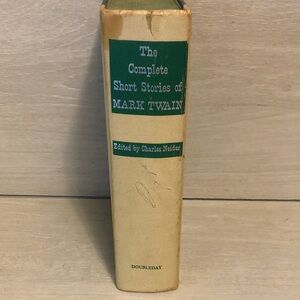 The
Complete
Short Stories of
MARK TWAIN
Edited by Charles Neider
DOUBLEDAY